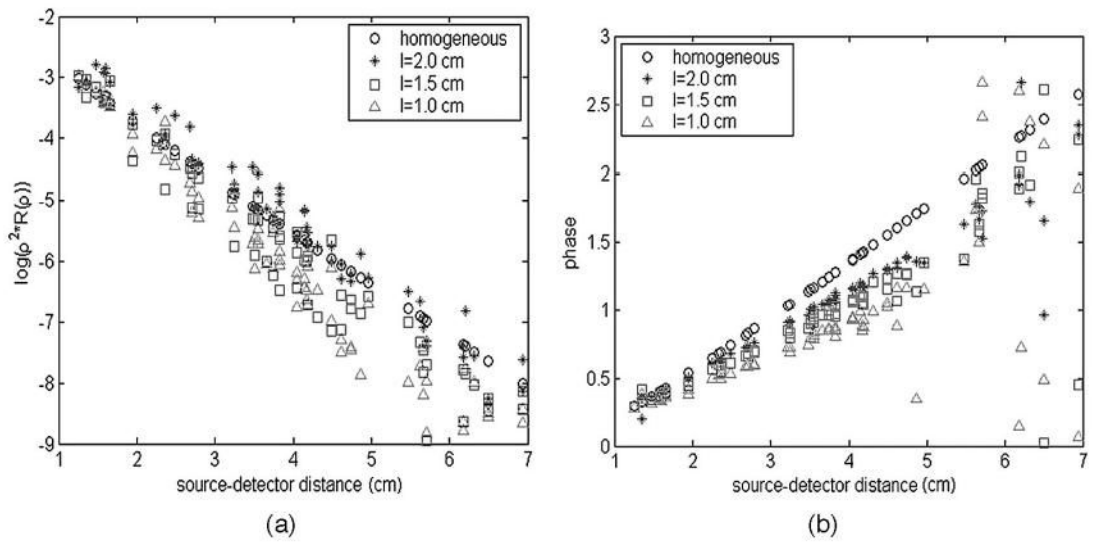 -2
-3
-4
-5
-6
-7
-8
-9
log(ρ²*R(ρ))
homogeneous
l=2.0 cm
l=1.5 cm
l=1.0 cm
1 2 3 4 5 6 7
source-detector distance (cm)
(a)
3
2.5
2
1.5
1
0.5
0
phase
homogeneous
l=2.0 cm
l=1.5 cm
l=1.0 cm
1 2 3 4 5 6 7
source-detector distance (cm)
(b)